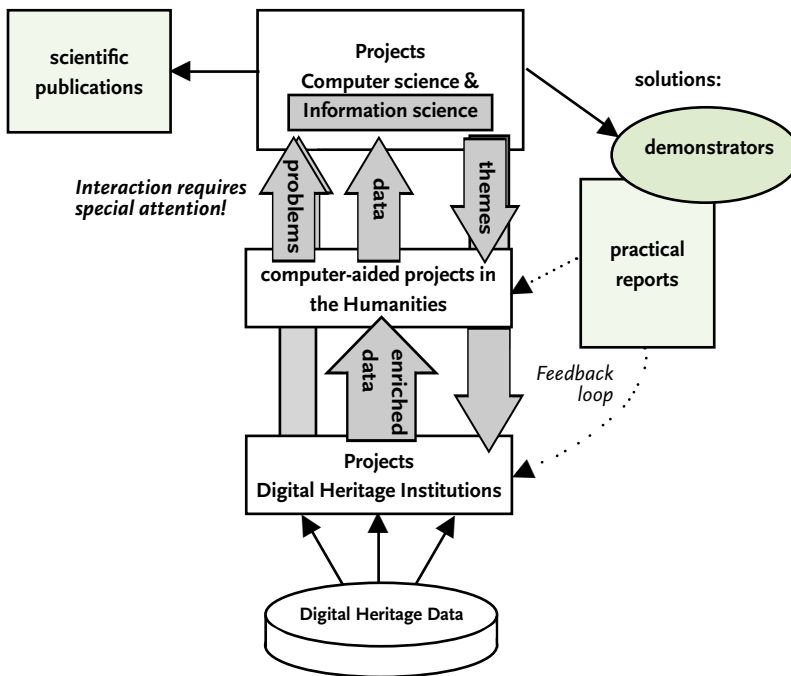 scientific
publications
Projects
Computer science &
Information science
solutions:
demonstrators
practical
reports
Interaction requires
special attention!
problems
data
themes
computer-aided projects in
the Humanities
enriched
data
Feedback
loop
Projects
Digital Heritage Institutions
Digital Heritage Data